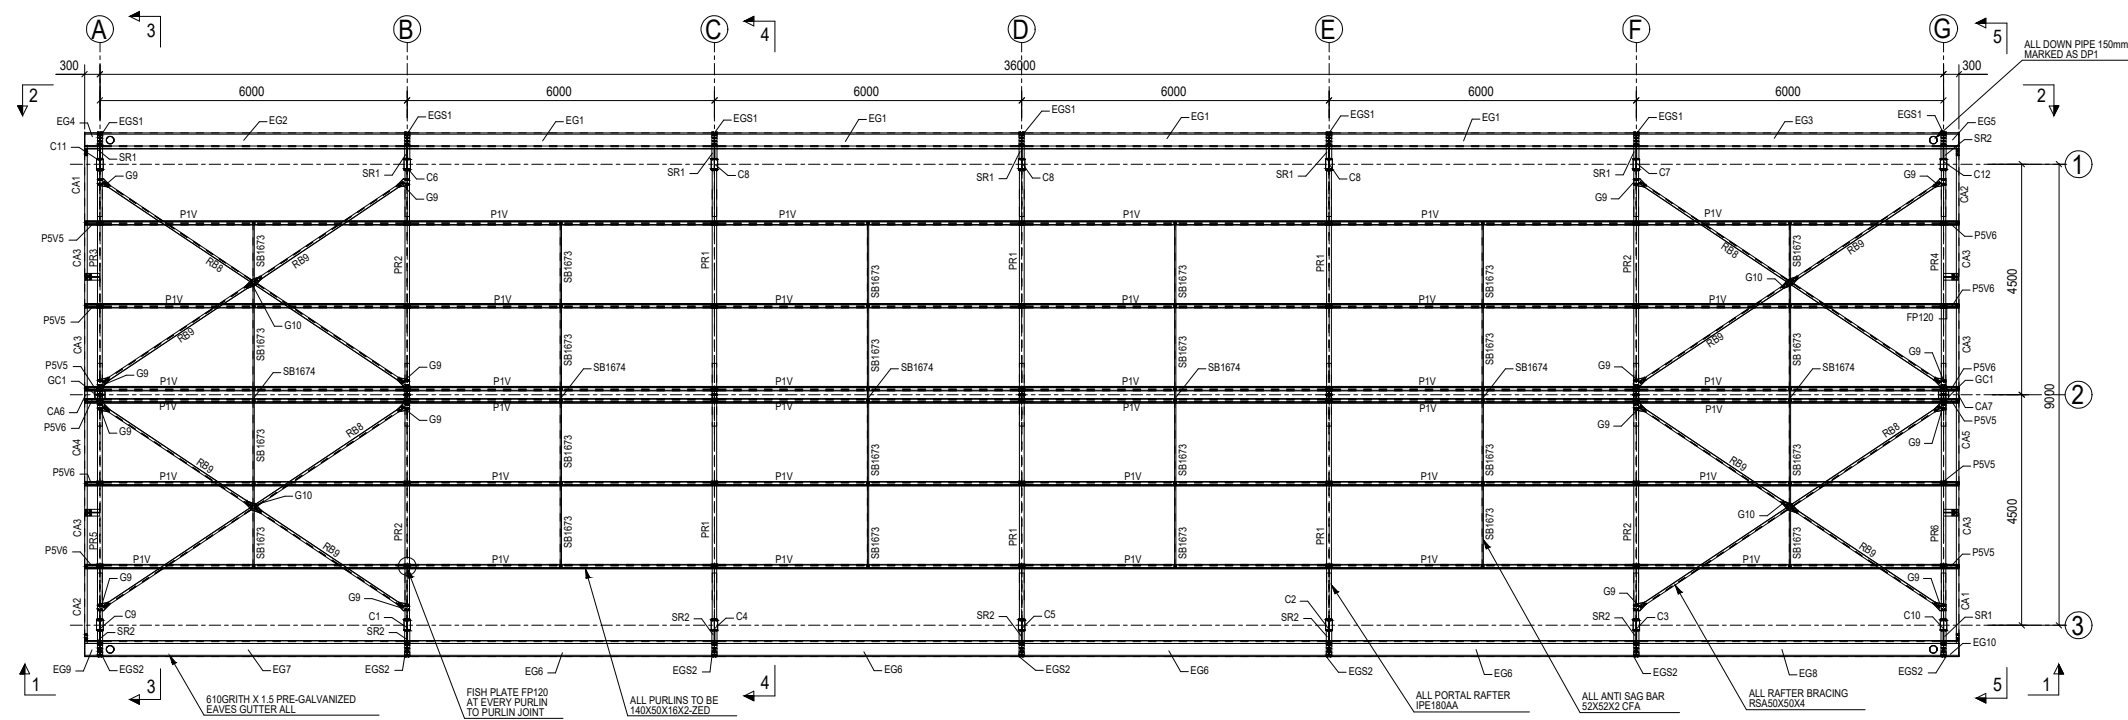 A
B
C
D
E
F
G
3
4
5
ALL DOWN PIPE 150mm
MARKED AS DP1
300
36000
300
2
6000
6000
6000
6000
6000
6000
2
EG4
EGS1
EG2
EGS1
EG1
EGS1
EG1
EGS1
EG1
EGS1
EG1
EGS1
EG3
EGS1
EG5
C11
SR1
SR1
C6
SR1
C8
SR1
C8
SR1
C8
SR1
C7
SR2
C12
1
CA1
G9
G9
G9
G9
CA2
P1V
P1V
P1V
P1V
P1V
P1V
P5V5
P5V6
CA3
PR3
RB8
RB9
SB1673
PR2
SB1673
PR1
SB1673
PR1
SB1673
PR1
SB1673
PR2
RB8
RB9
SB1673
PR4
CA3
4500
G10
P1V
P1V
P1V
P1V
P1V
P1V
P5V6
P5V5
G10
FP120
CA3
RB9
SB1673
SB1673
SB1673
SB1673
SB1673
RB9
SB1673
CA3
P5V5
G9
G9
SB1674
SB1674
SB1674
SB1674
SB1674
G9
SB1674
G9
P5V6
GC1
P1V
P1V
P1V
P1V
P1V
P1V
GC1
2
9000
CA6
P1V
P1V
P1V
P1V
P1V
P1V
CA7
P5V6
G9
G9
G9
G9
P5V5
CA4
RB9
RB8
SB1673
SB1673
SB1673
SB1673
SB1673
RB9
RB8
SB1673
CA5
P5V6
P1V
P1V
P1V
P1V
P1V
P1V
P5V5
G10
G10
4500
CA3
PR5
SB1673
RB9
PR2
SB1673
PR1
SB1673
PR1
SB1673
PR1
SB1673
PR2
SB1673
RB9
PR6
CA3
P5V6
P1V
P1V
P1V
P1V
P1V
P1V
P5V5
CA2
G9
G9
G9
G9
CA1
C9
C1
C4
C5
C2
C3
C10
SR1
SR2
SR2
SR2
SR2
SR2
SR2
3
EG9
EGS2
EG7
EGS2
EG6
EGS2
EG6
EGS2
EG6
EGS2
EG6
EGS2
EG8
EGS2
EG10
1
3
4
5
1
610GRITH X 1.5 PRE-GALVANIZED
EAVES GUTTER ALL
FISH PLATE FP120
AT EVERY PURLIN
TO PURLIN JOINT
ALL PURLINS TO BE
140X50X16X2-ZED
ALL PORTAL RAFTER
IPE180AA
ALL ANTI SAG BAR
52X52X2 CFA
ALL RAFTER BRACING
RSA50X50X4